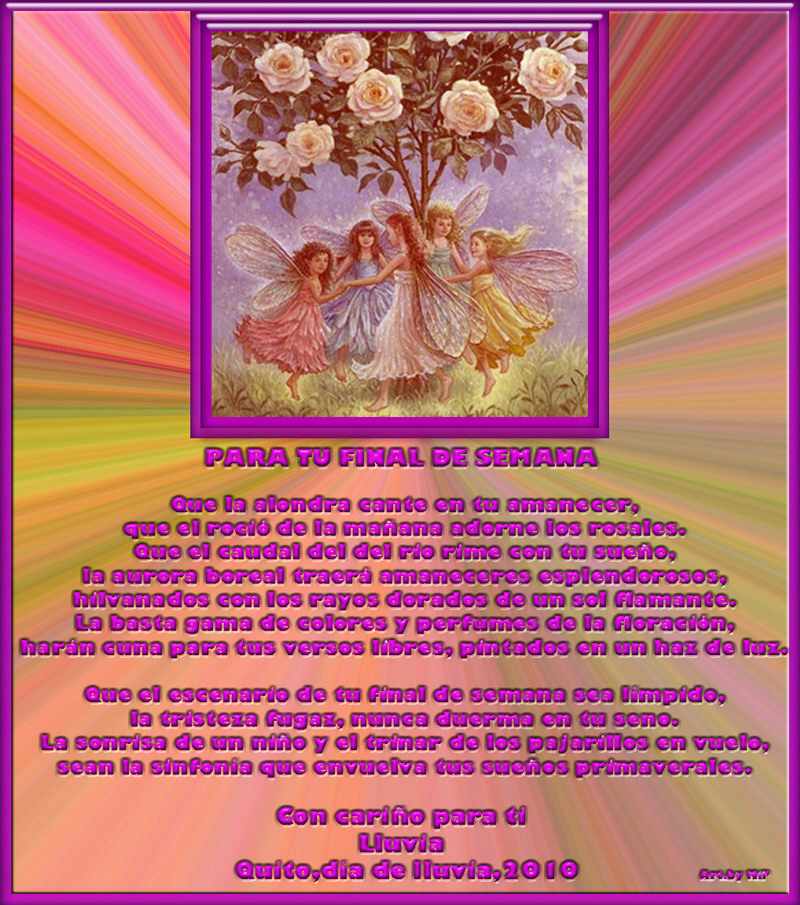 PARA TU FINAL DE SEMANA
Que la alondra cante en tu amanecer,
que el roció de la mañana adorne los rosales.
Que el caudal del del río rime con tu sueño,
la aurora boreal traerá amaneceres esplendorosos,
hilvanados con los rayos dorados de un sol flamante.
La basta gama de colores y perfumes de la floración,
harán cuna para tus versos libres, pintados en un haz de luz.
Que el escenario de tu final de semana sea límpido,
la tristeza fugaz, nunca duerma en tu seno.
La sonrisa de un niño y el trinar de los pajarillos en vuelo,
sean la sinfonía que envuelva tus sueños primaverales.
Con cariño para ti
Lluvia
Quito,día de lluvia,2010
Art.by